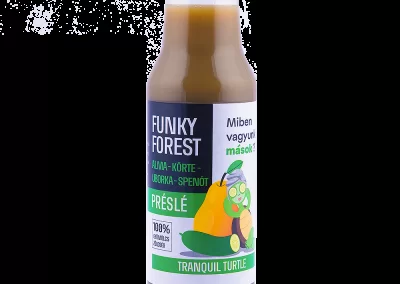 FUNKY
FOREST
ALMA-KÖRTE-
UBORKA-SPENÓT
PRÉSLÉ
100%
TRANQUIL TURTLE
Miben
vagyunk
mások?